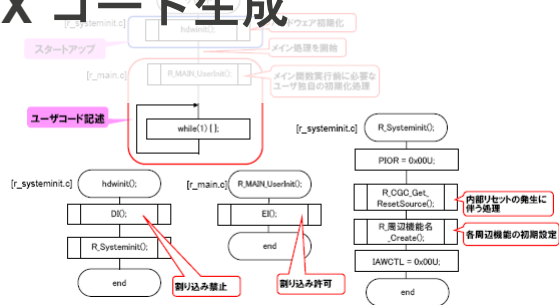 X コード生成
[r_systeminit.c]
hdwinit();
ハードウェア初期化
スタートアップ
メイン処理を開始
[r_main.c]
R_MAIN_UserInit();
メイン関数実行前に必要な
ユーザ独自の初期化処理
ユーザコード記述
while(1) { };
[r_systeminit.c]
R_Systeminit();
PIOR = 0x00U;
R_CGC_Get_
ResetSource();
内部リセットの発生に
伴う処理
R_周辺機能名
_Create();
各周辺機能の初期設定
IAWCTL = 0x00U;
end
[r_systeminit.c]
hdwinit();
DI();
R_Systeminit();
end
割り込み禁止
[r_main.c]
R_MAIN_UserInit();
EI();
end
割り込み許可